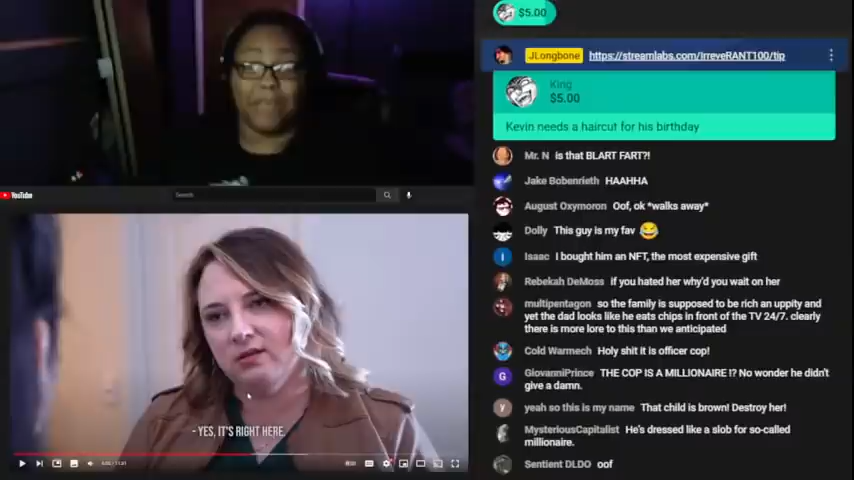 $5.00
JLongbone https://streamlabs.com/IrreveRANT100/tip
King
$5.00
Kevin needs a haircut for his birthday
Mr. N is that BLART FART?!
Jake Bobenrieth HAAHHA
August Oxymoron Oof, ok *walks away*
Dolly This guy is my fav
Isaac I bought him an NFT, the most expensive gift
Rebekah DeMoss if you hated her why'd you wait on her
multipentagon so the family is supposed to be rich an uppity and
yet the dad looks like he eats chips in front of the TV 24/7. clearly
there is more lore to this than we anticipated
Cold Warmech Holy shit it is officer cop!
GiovanniPrince THE COP IS A MILLIONAIRE !? No wonder he didn't
give a damn.
yeah so this is my name That child is brown! Destroy her!
MysteriousCapitalist He's dressed like a slob for so-called
millionaire.
Sentient DLDO oof
YouTube
Search
- YES, IT'S RIGHT HERE.